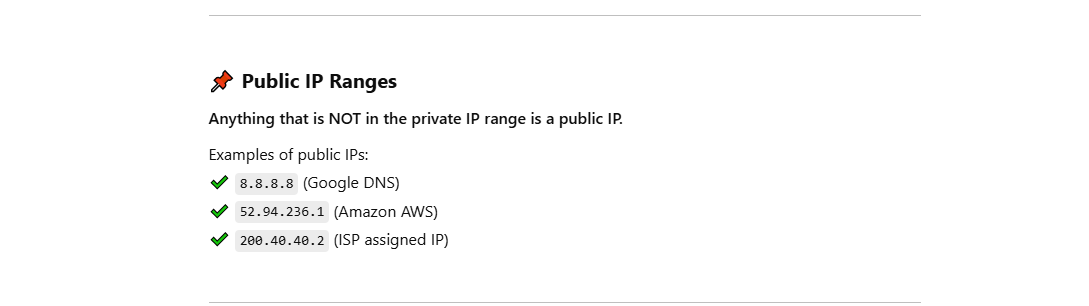 📌 Public IP Ranges
Anything that is NOT in the private IP range is a public IP.
Examples of public IPs:
✔ 8.8.8.8 (Google DNS)
✔ 52.94.236.1 (Amazon AWS)
✔ 200.40.40.2 (ISP assigned IP)